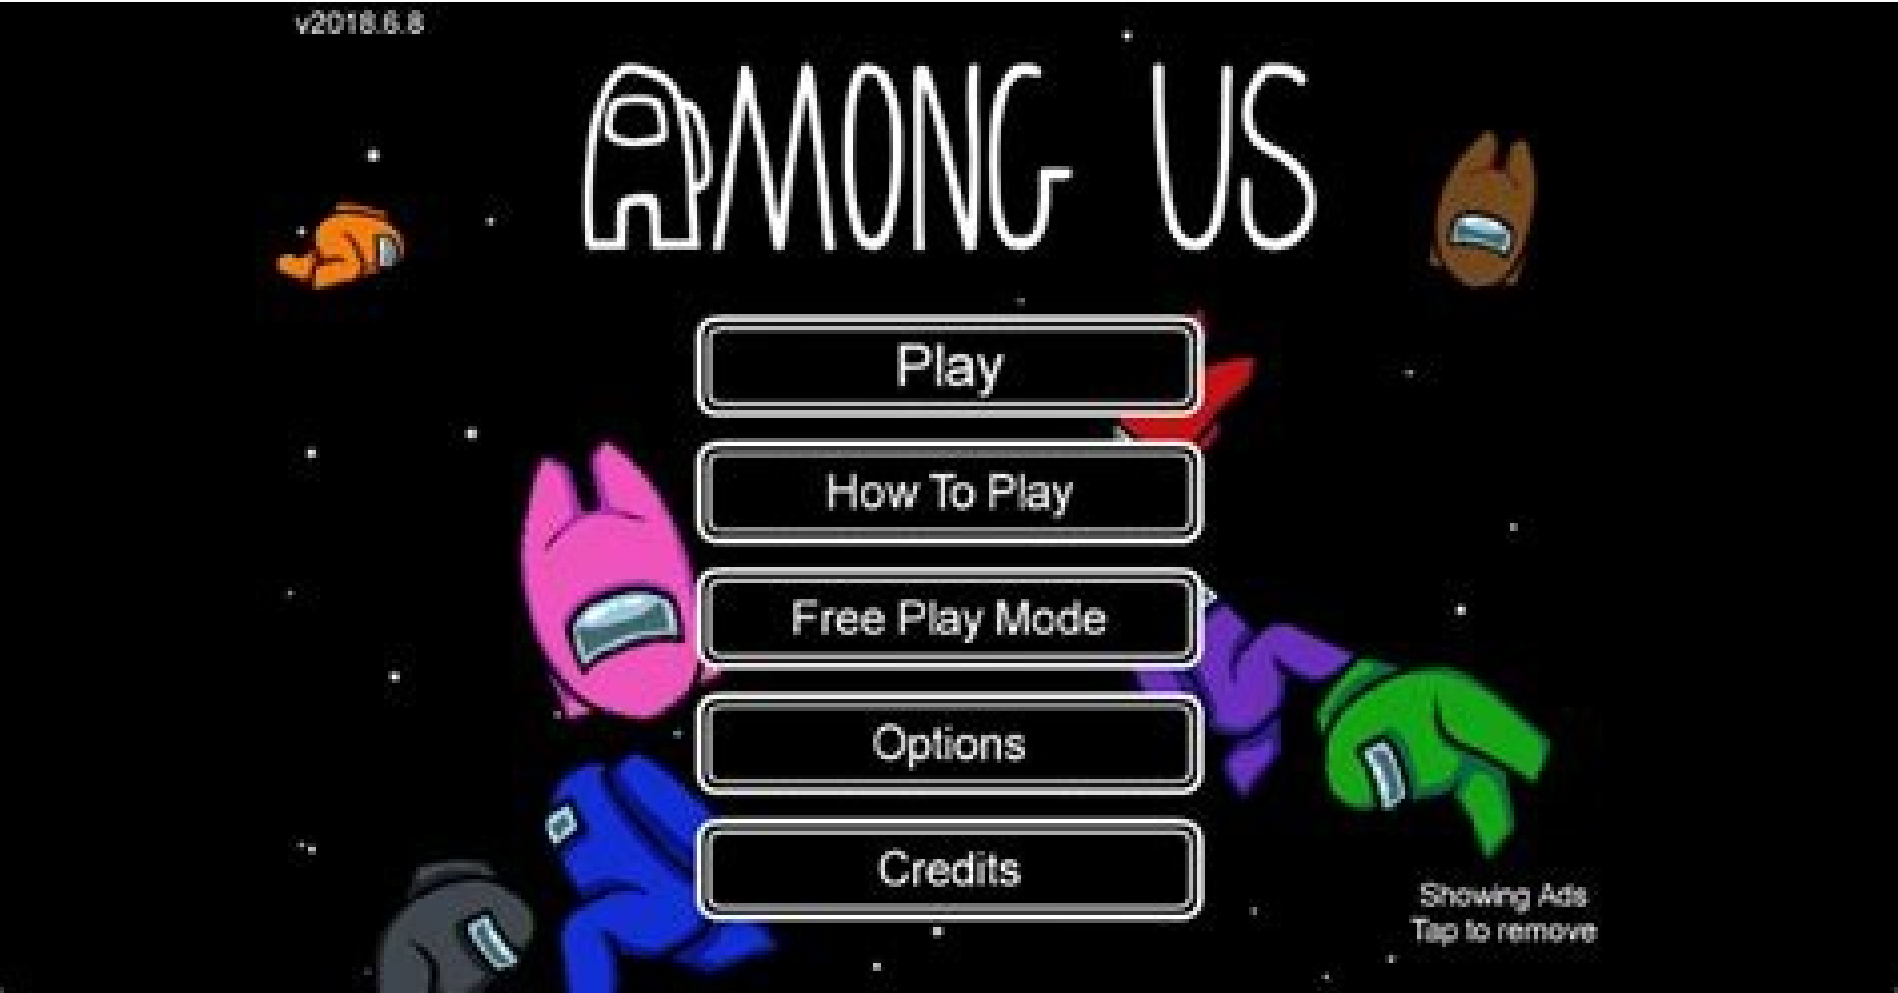 v2018.6.8
AMONG US
Play
How To Play
Free Play Mode
Options
Credits
Showing Ads
Tap to remove